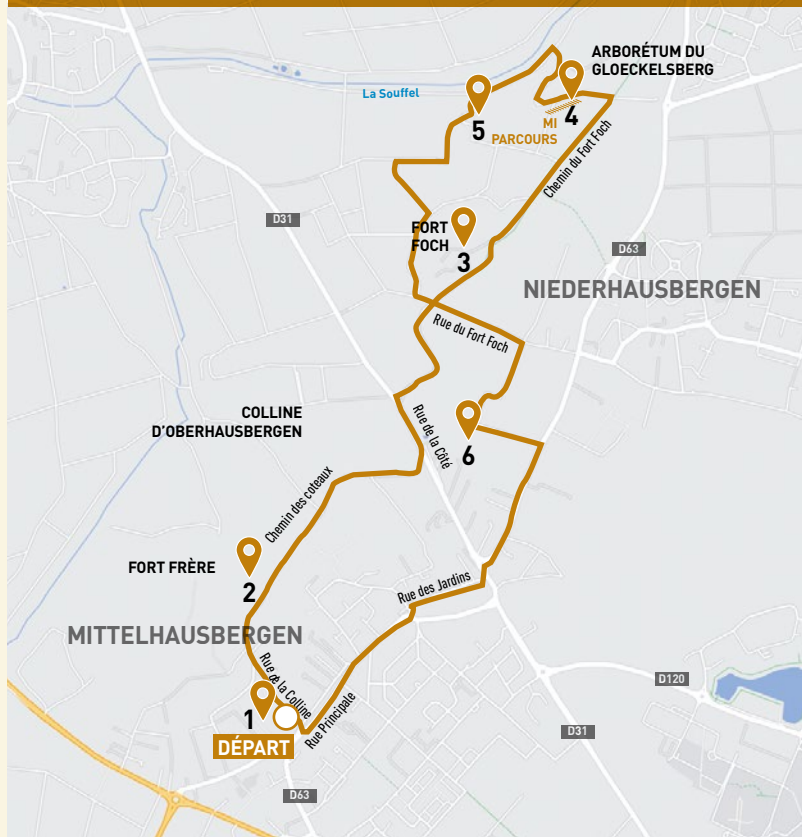 ARBORÉTUM DU
GLOECKELSBERG
La Souffel
4
5
MI
PARCOURS
Chemin du Fort Foch
D31
FORT
FOCH
3
D63
NIEDERHAUSBERGEN
Rue du Fort Foch
COLLINE
D'OBERHAUSBERGEN
Rue de la Côté
6
Chemin des coteaux
FORT FRÈRE
2
Rue des Jardins
MITTELHAUSBERGEN
Rue de la Colline
D120
1
Rue Principale
DÉPART
D31
D63